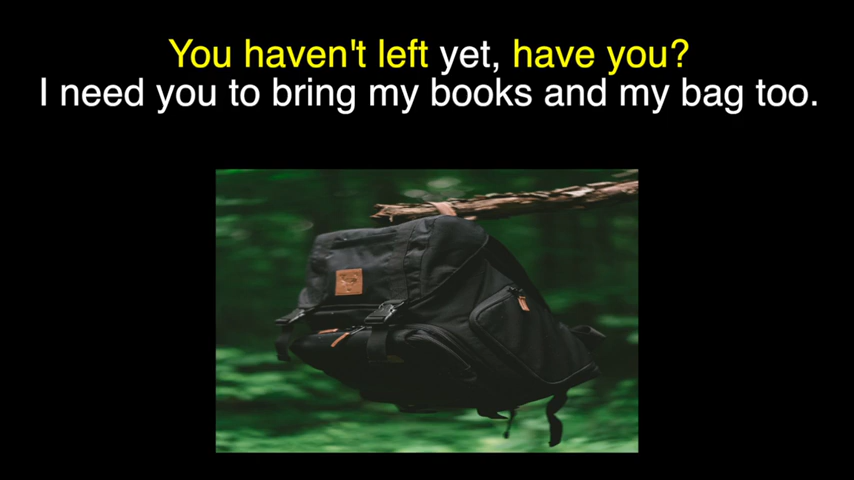 You haven't left yet, have you?
I need you to bring my books and my bag too.